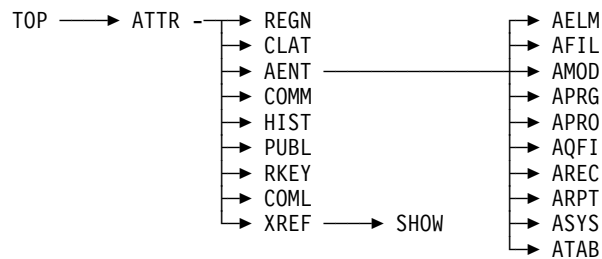 TOP ATTR - REGN AELM
CLAT AFIL
AENT AMOD
COMM APRG
HIST APRO
PUBL AQFI
RKEY AREC
COML ARPT
XREF SHOW ASYS
ATAB